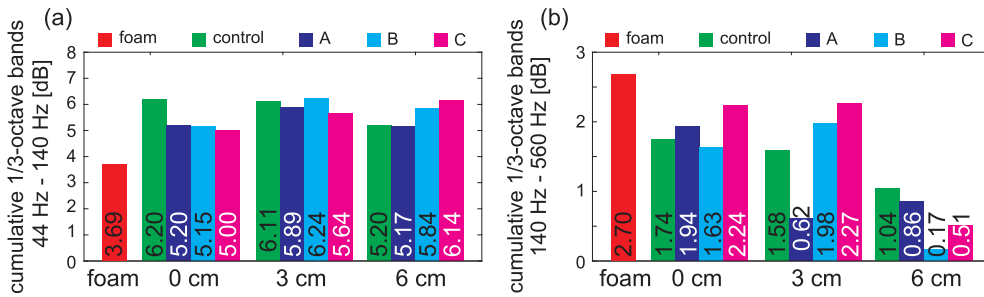 (a)
foam control A B C
cumulative 1/3-octave bands
44 Hz - 140 Hz [dB]
8
7
6
5
4
3
2
1
0
3.69 6.20 5.20 5.15 5.00 6.11 5.89 6.24 5.64 5.20 5.17 5.84 6.14
foam 0 cm 3 cm 6 cm
(b)
foam control A B C
cumulative 1/3-octave bands
140 Hz - 560 Hz [dB]
3
2
1
0
2.70 1.74 1.94 1.63 2.24 1.58 0.62 1.98 2.27 1.04 0.86 0.17 0.51
foam 0 cm 3 cm 6 cm